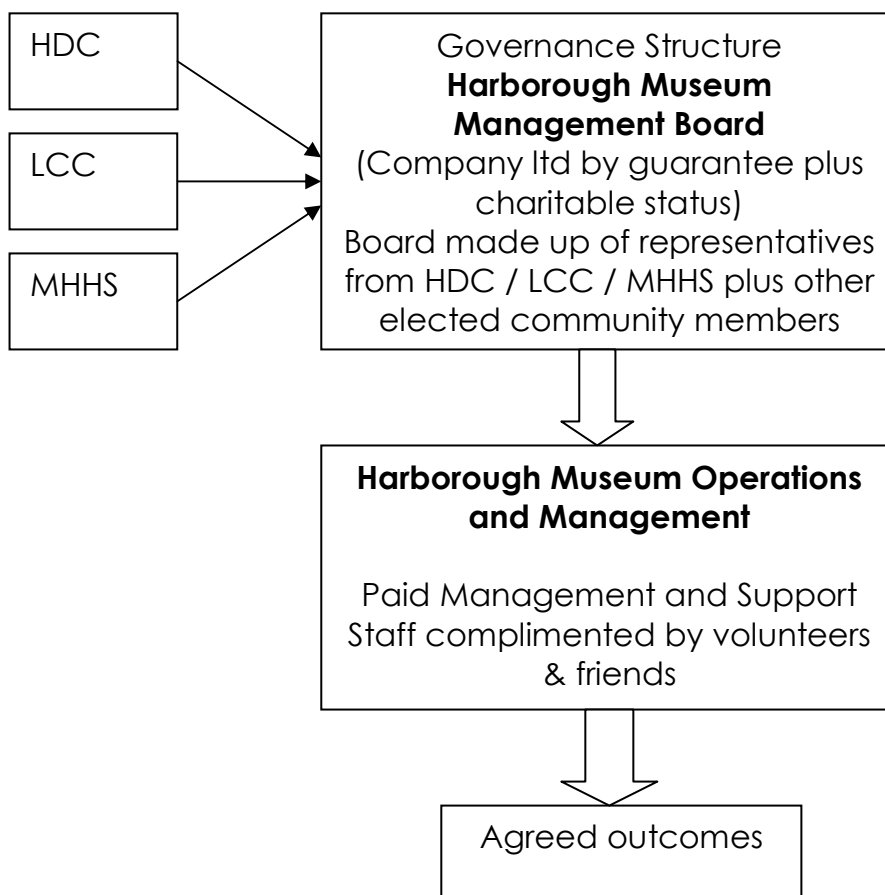 HDC
LCC
MHHS
Governance Structure
Harborough Museum
Management Board
(Company ltd by guarantee plus
charitable status)
Board made up of representatives
from HDC / LCC / MHHS plus other
elected community members
Harborough Museum Operations
and Management
Paid Management and Support
Staff complimented by volunteers
& friends
Agreed outcomes